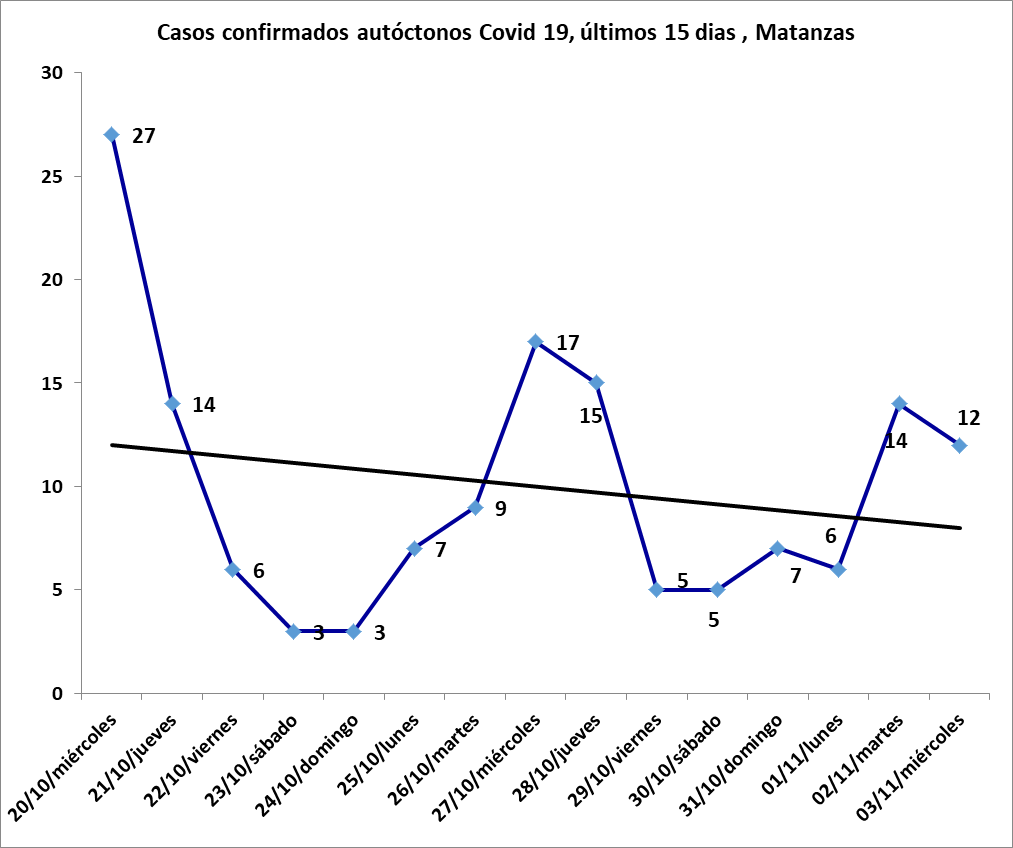 Casos confirmados autóctonos Covid 19, últimos 15 dias , Matanzas
30
25
20
15
10
5
0
27
14
6
3
3
7
9
17
15
5
5
7
6
14
12
20/10/miércoles
21/10/jueves
22/10/viernes
23/10/sábado
24/10/domingo
25/10/lunes
26/10/martes
27/10/miércoles
28/10/jueves
29/10/viernes
30/10/sábado
31/10/domingo
01/11/lunes
02/11/martes
03/11/miércoles